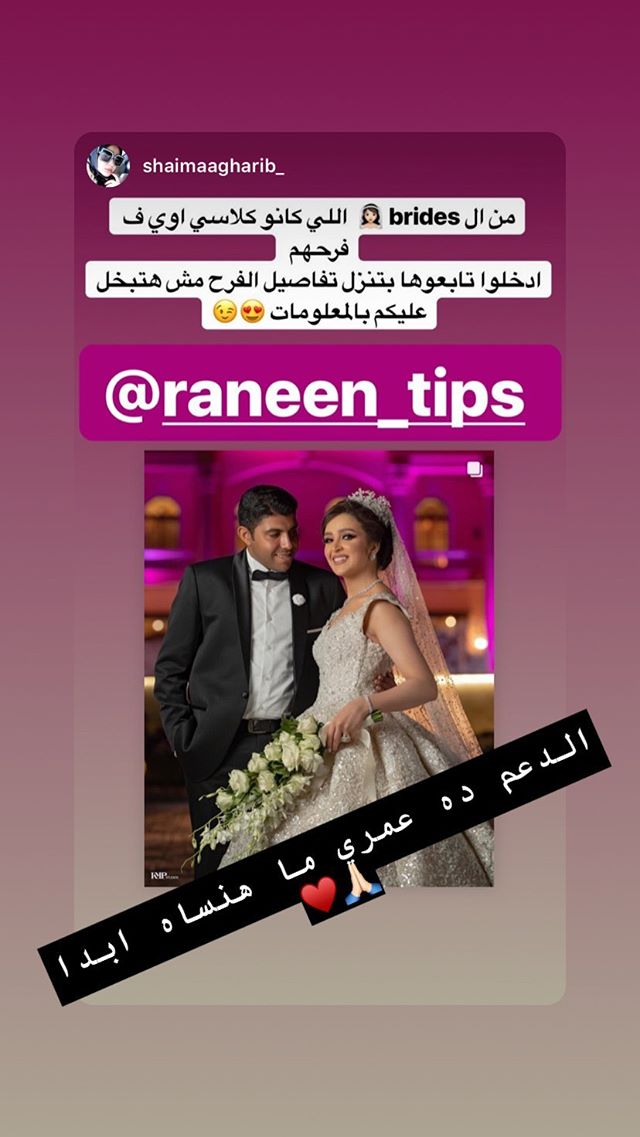 shaimaagharib_
من ال brides 👰🏻 اللي كانو كلاسي اوي ف
فرحهم
ادخلوا تابعوها بتنزل تفاصيل الفرح مش هتبخل
عليكم بالمعلومات 😍😉
@raneen_tips
الدعم ده عمري ما هنساه ابدا
♥️🙏🏻
RMP